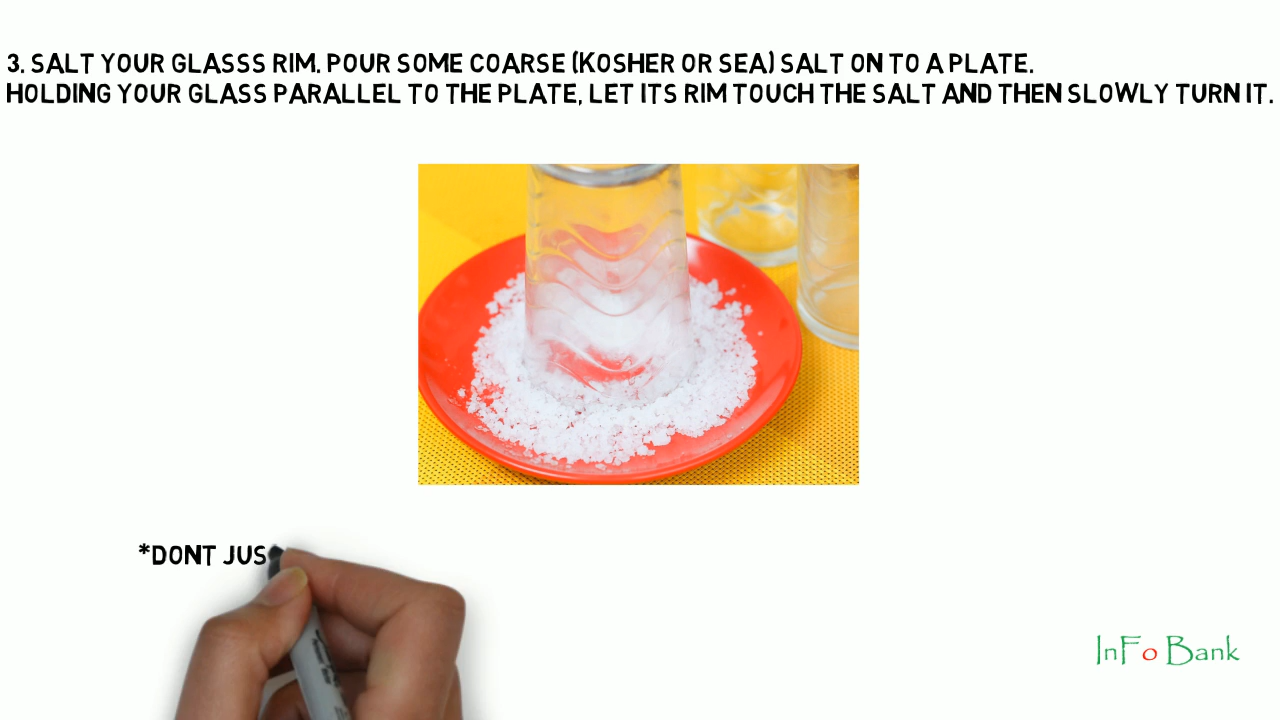 3. SALT YOUR GLASSS RIM. POUR SOME COARSE (KOSHER OR SEA) SALT ON TO A PLATE.
HOLDING YOUR GLASS PARALLEL TO THE PLATE, LET ITS RIM TOUCH THE SALT AND THEN SLOWLY TURN IT.
*DONT JUS
InFo Bank